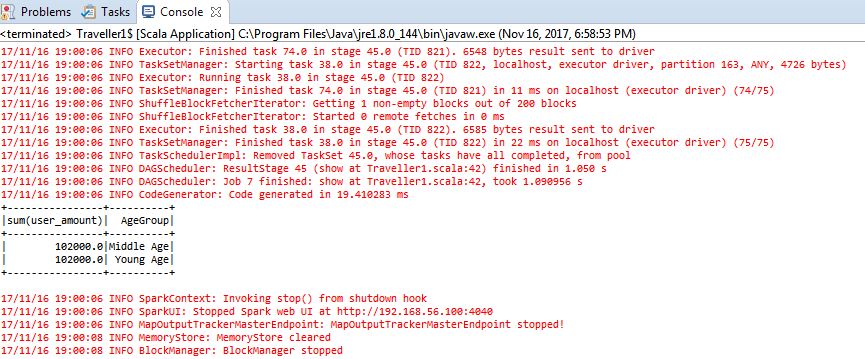 Problems Tasks Console
<terminated> Traveller1$ [Scala Application] C:\Program Files\Java\jre1.8.0_144\bin\javaw.exe (Nov 16, 2017, 6:58:53 PM)
17/11/16 19:00:06 INFO Executor: Finished task 74.0 in stage 45.0 (TID 821). 6548 bytes result sent to driver
17/11/16 19:00:06 INFO TaskSetManager: Starting task 38.0 in stage 45.0 (TID 822, localhost, executor driver, partition 163, ANY, 4726 bytes)
17/11/16 19:00:06 INFO Executor: Running task 38.0 in stage 45.0 (TID 822)
17/11/16 19:00:06 INFO TaskSetManager: Finished task 74.0 in stage 45.0 (TID 821) in 11 ms on localhost (executor driver) (74/75)
17/11/16 19:00:06 INFO ShuffleBlockFetcherIterator: Getting 1 non-empty blocks out of 200 blocks
17/11/16 19:00:06 INFO ShuffleBlockFetcherIterator: Started 0 remote fetches in 0 ms
17/11/16 19:00:06 INFO Executor: Finished task 38.0 in stage 45.0 (TID 822). 6585 bytes result sent to driver
17/11/16 19:00:06 INFO TaskSetManager: Finished task 38.0 in stage 45.0 (TID 822) in 22 ms on localhost (executor driver) (75/75)
17/11/16 19:00:06 INFO TaskSchedulerImpl: Removed TaskSet 45.0, whose tasks have all completed, from pool
17/11/16 19:00:06 INFO DAGScheduler: ResultStage 45 (show at Traveller1.scala:42) finished in 1.050 s
17/11/16 19:00:06 INFO DAGScheduler: Job 7 finished: show at Traveller1.scala:42, took 1.090956 s
17/11/16 19:00:06 INFO CodeGenerator: Code generated in 19.410283 ms
+----------------+----------+
|sum(user_amount)|  AgeGroup|
+----------------+----------+
|        102000.0|Middle Age|
|        102000.0| Young Age|
+----------------+----------+
17/11/16 19:00:06 INFO SparkContext: Invoking stop() from shutdown hook
17/11/16 19:00:06 INFO SparkUI: Stopped Spark web UI at http://192.168.56.100:4040
17/11/16 19:00:06 INFO MapOutputTrackerMasterEndpoint: MapOutputTrackerMasterEndpoint stopped!
17/11/16 19:00:08 INFO MemoryStore: MemoryStore cleared
17/11/16 19:00:08 INFO BlockManager: BlockManager stopped